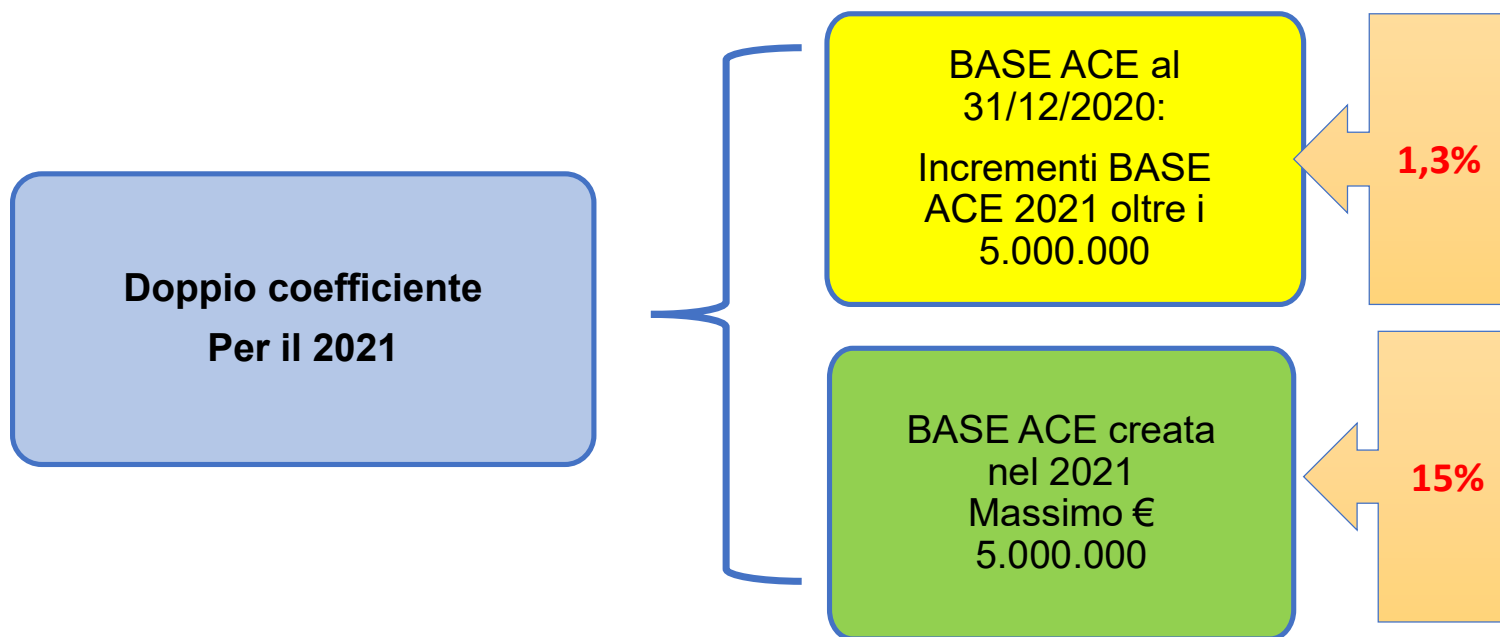 Doppio coefficiente
Per il 2021
BASE ACE al
31/12/2020:
Incrementi BASE
ACE 2021 oltre i
5.000.000
1,3%
BASE ACE creata
nel 2021
Massimo €
5.000.000
15%